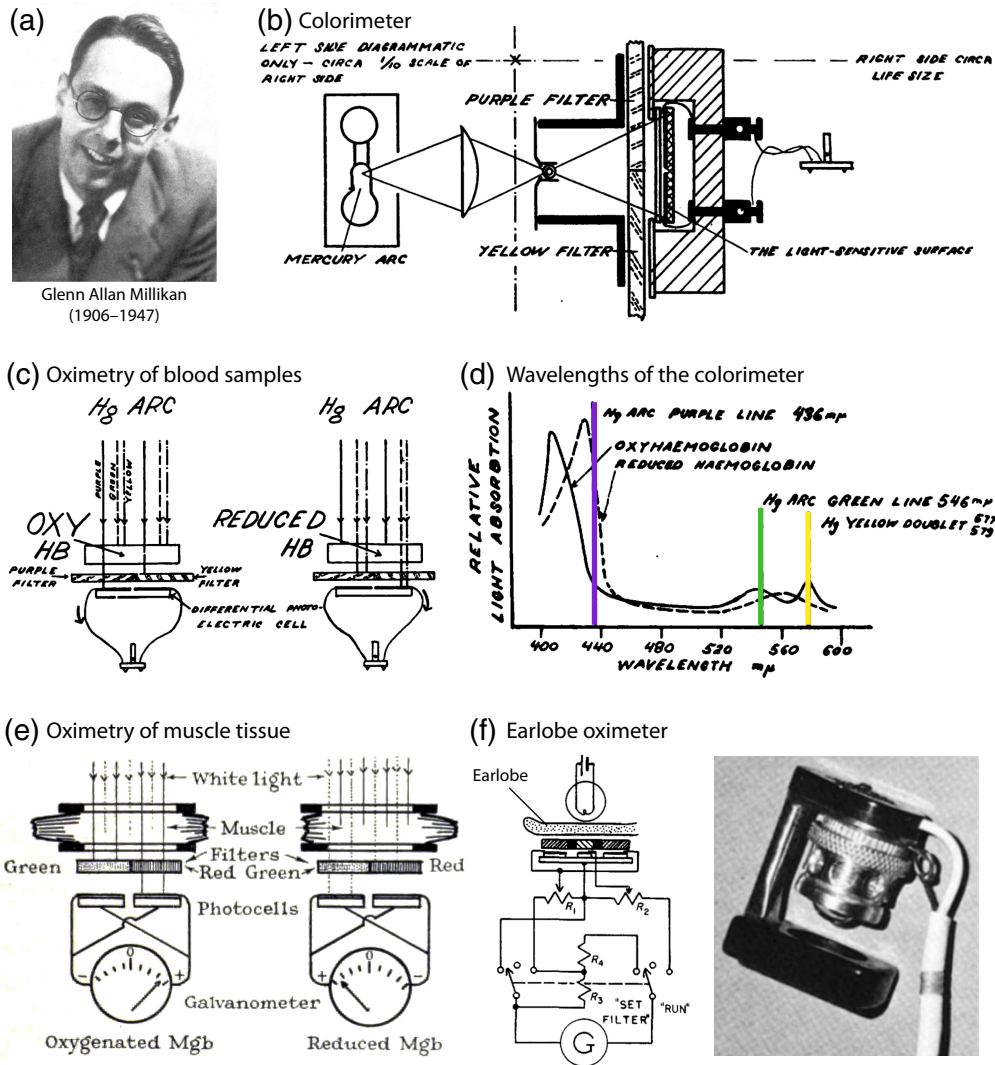 (a)
Glenn Allan Millikan
(1906–1947)
(b) Colorimeter
LEFT SIDE DIAGRAMMATIC
ONLY – CIRCA 1/10 SCALE OF
RIGHT SIDE
RIGHT SIDE CIRCA
LIFE SIZE
PURPLE FILTER
MERCURY ARC
YELLOW FILTER
THE LIGHT-SENSITIVE SURFACE
(c) Oximetry of blood samples
Hg ARC
Hg ARC
PURPLE
GREEN
YELLOW
OXY
HB
REDUCED
HB
PURPLE
FILTER
YELLOW
FILTER
DIFFERENTIAL PHOTO-
ELECTRIC CELL
(d) Wavelengths of the colorimeter
Hg ARC PURPLE LINE 436mμ
OXYHAEMOGLOBIN
REDUCED HAEMOGLOBIN
Hg ARC GREEN LINE 546mμ
Hg YELLOW DOUBLET 577
579
RELATIVE
LIGHT ABSORPTION
400 440 480 520 560 600
WAVELENGTH mμ
(e) Oximetry of muscle tissue
White light
Muscle
Green
Filters
Red Green
Red
Photocells
0
0
- +
+ -
Galvanometer
Oxygenated Mgb
Reduced Mgb
(f) Earlobe oximeter
Earlobe
R1
R2
R4
R3
"SET
FILTER"
"RUN"
G